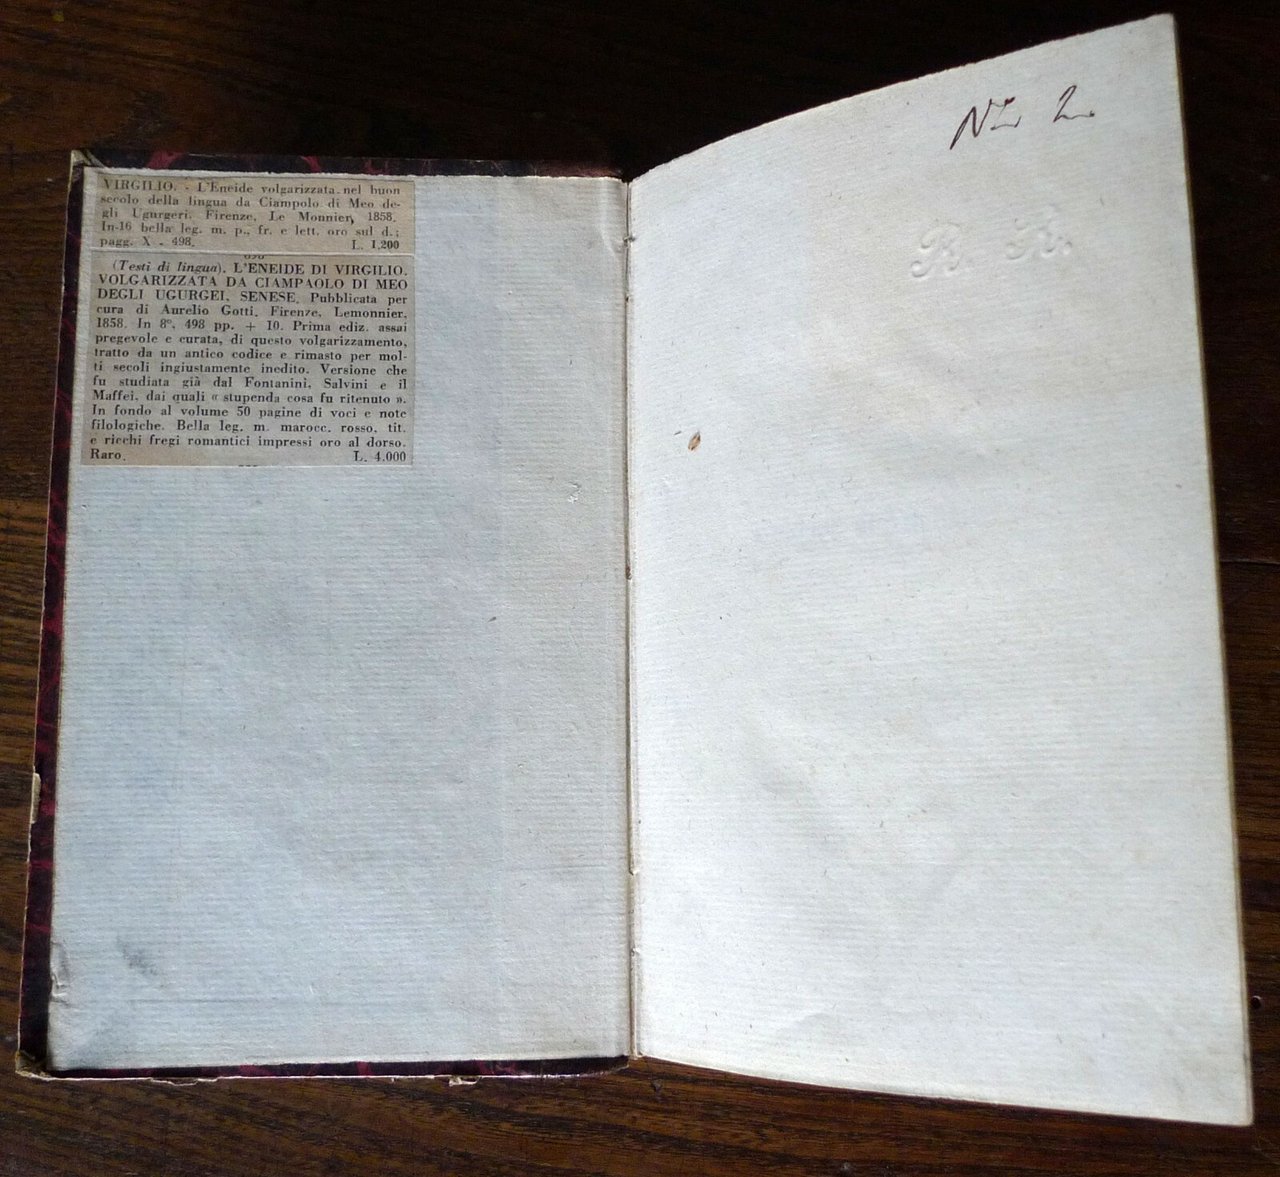 VIRGILIO. - L'Eneide volgarizzata nel buon
secolo della lingua da Ciampolo di Meo de-
gli Ugurgeri. Firenze, Le Monnier, 1858.
In-16 bella leg. m. p., fr. e lett. oro sul d.;
pagg. X - 498. L. 1,200
(Testi di lingua). L'ENEIDE DI VIRGILIO,
VOLGARIZZATA DA CIAMPAOLO DI MEO
DEGLI UGURGEI, SENESE. Pubblicata per
cura di Aurelio Gotti. Firenze, Lemonnier,
1858. In 8°, 498 pp. + 10. Prima ediz. assai
pregevole e curata, di questo volgarizzamento,
tratto da un antico codice e rimasto per mol-
ti secoli ingiustamente inedito. Versione che
fu studiata già dal Fontanini, Salvini e il
Maffei, dai quali « stupenda cosa fu ritenuto ».
In fondo al volume 50 pagine di voci e note
filologiche. Bella leg. m. marocc. rosso, tit.
e ricchi fregi romantici impressi oro al dorso.
Raro. L. 4.000
2.